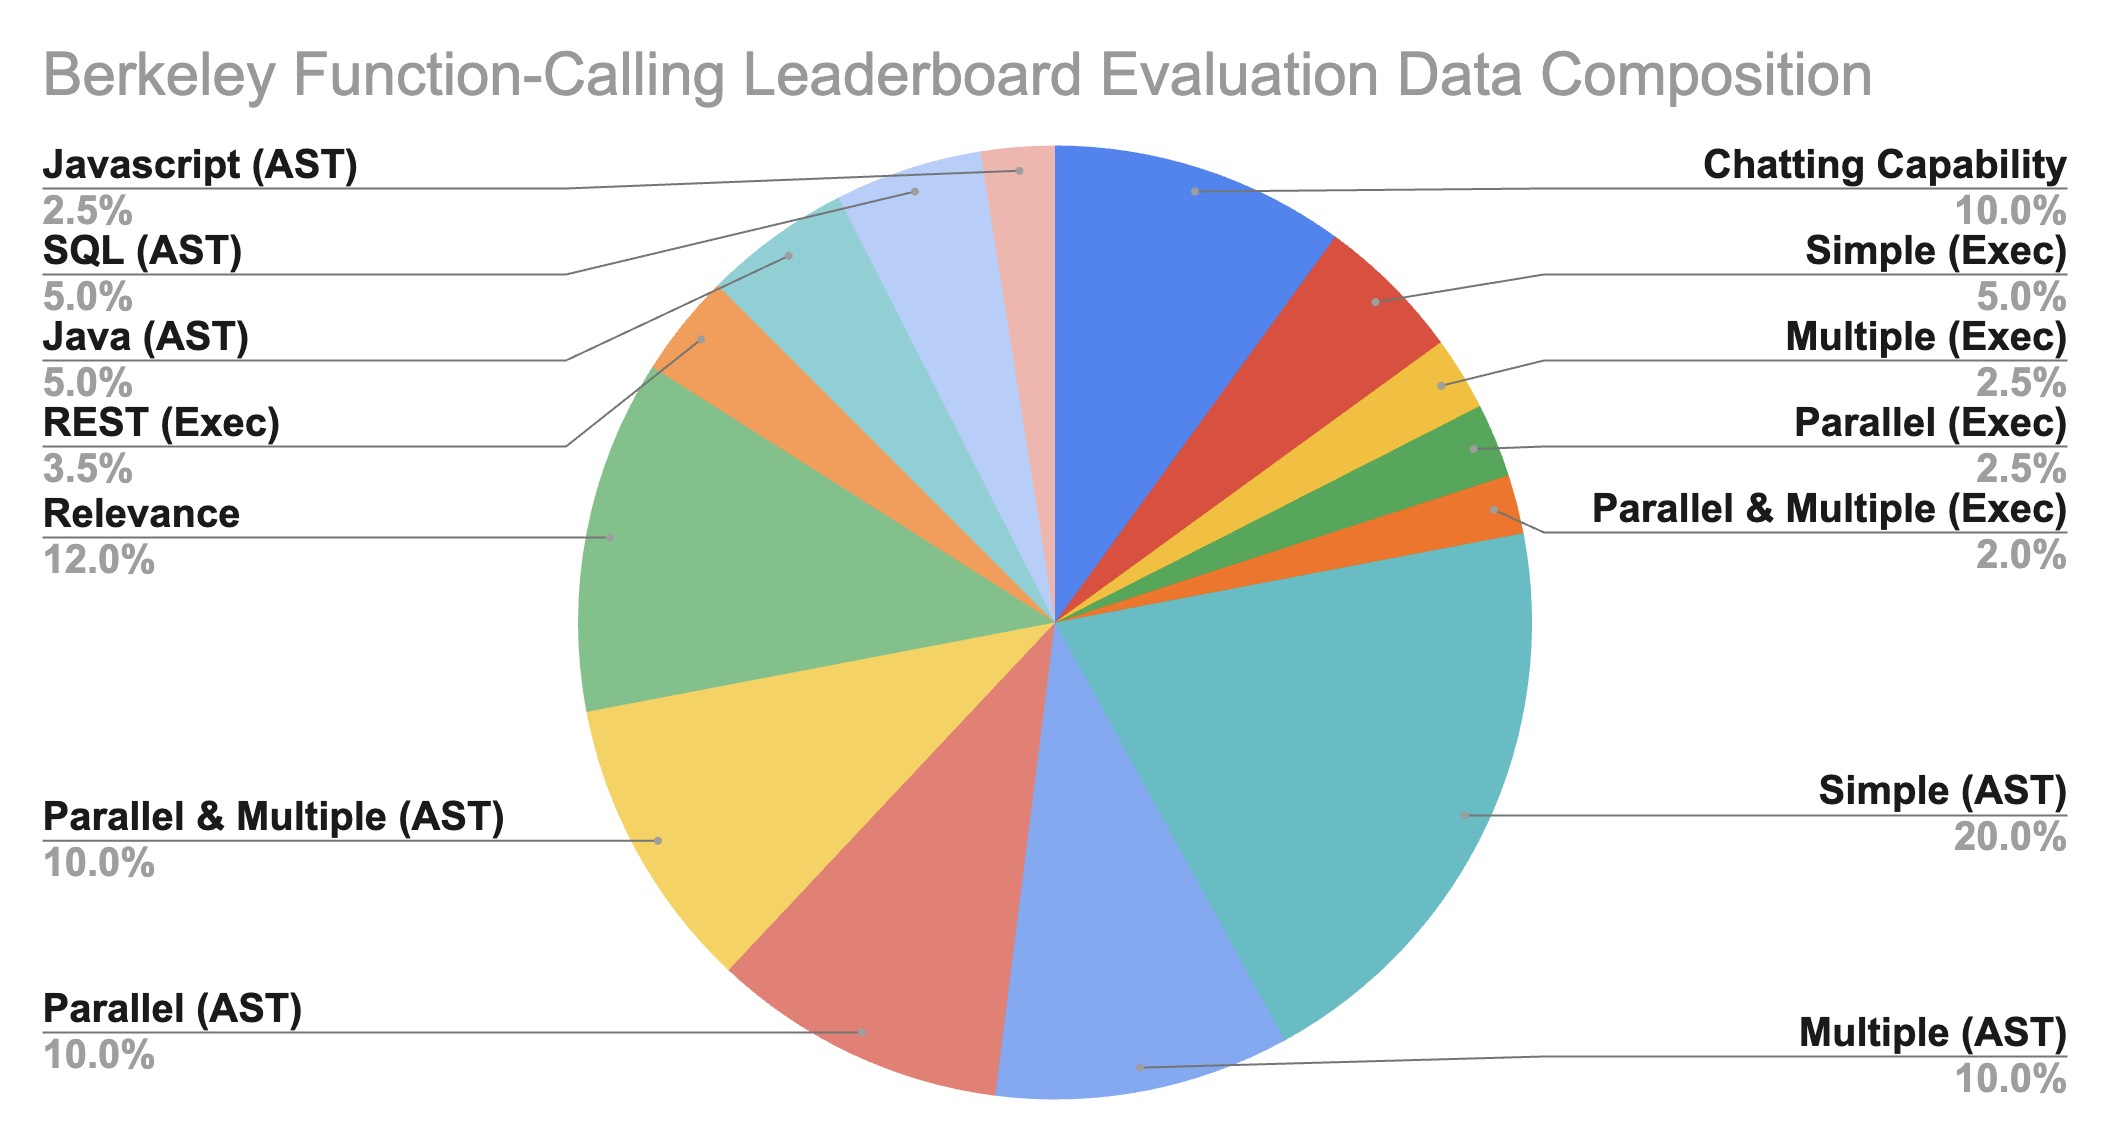 Berkeley Function-Calling Leaderboard Evaluation Data Composition
Javascript (AST)
2.5%
SQL (AST)
5.0%
Java (AST)
5.0%
REST (Exec)
3.5%
Relevance
12.0%
Parallel & Multiple (AST)
10.0%
Parallel (AST)
10.0%
Chatting Capability
10.0%
Simple (Exec)
5.0%
Multiple (Exec)
2.5%
Parallel (Exec)
2.5%
Parallel & Multiple (Exec)
2.0%
Simple (AST)
20.0%
Multiple (AST)
10.0%